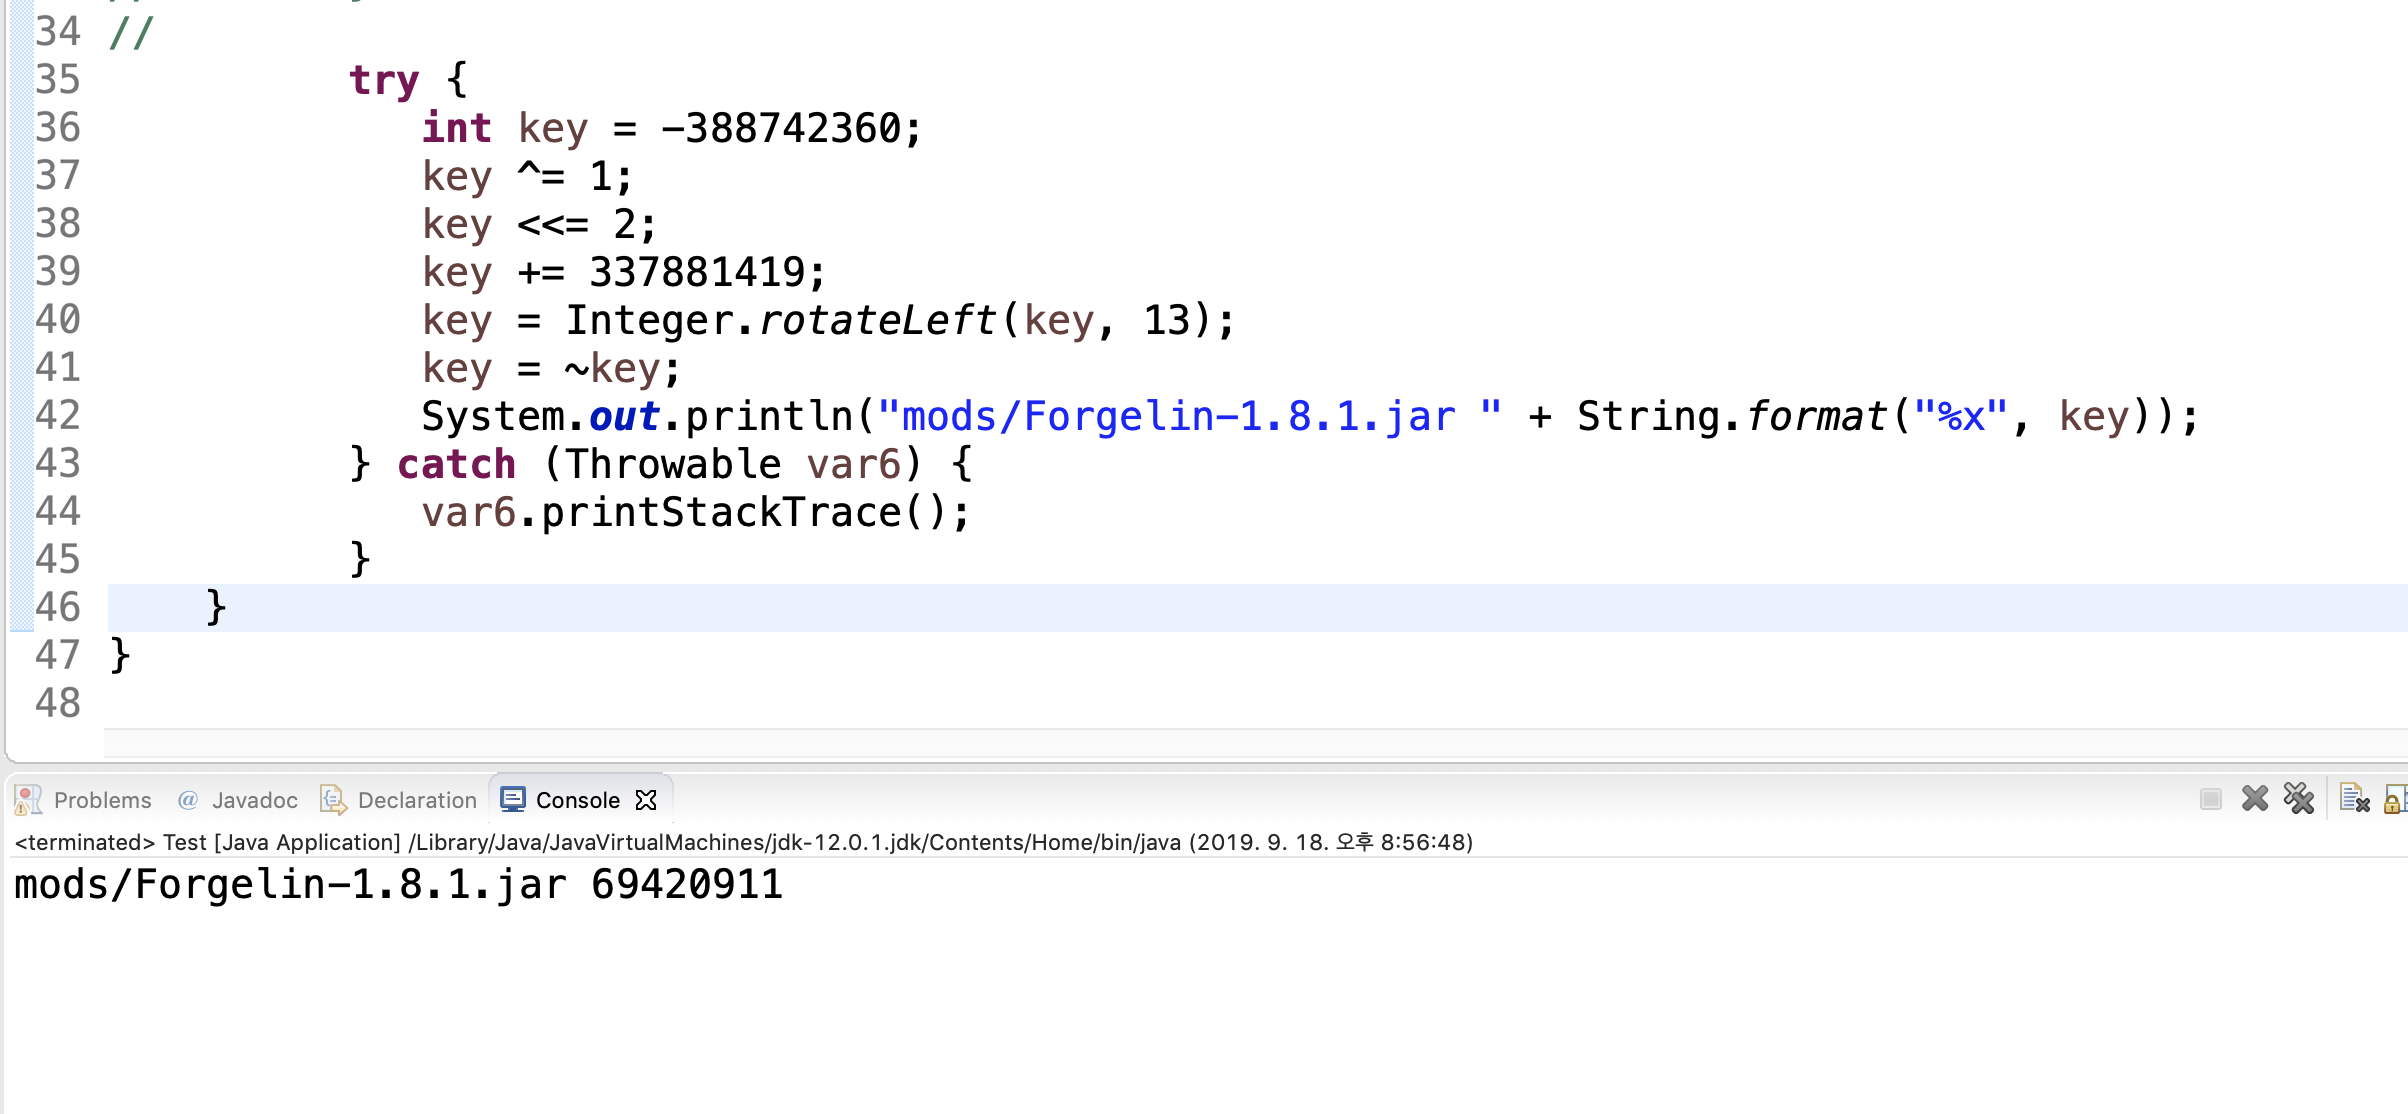 34 //
35 try {
36 int key = -388742360;
37 key ^= 1;
38 key <<= 2;
39 key += 337881419;
40 key = Integer.rotateLeft(key, 13);
41 key = ~key;
42 System.out.println("mods/Forgelin-1.8.1.jar " + String.format("%x", key));
43 } catch (Throwable var6) {
44 var6.printStackTrace();
45 }
46 }
47 }
48
Problems @ Javadoc Declaration Console
<terminated> Test [Java Application] /Library/Java/JavaVirtualMachines/jdk-12.0.1.jdk/Contents/Home/bin/java (2019. 9. 18. 오후 8:56:48)
mods/Forgelin-1.8.1.jar 69420911